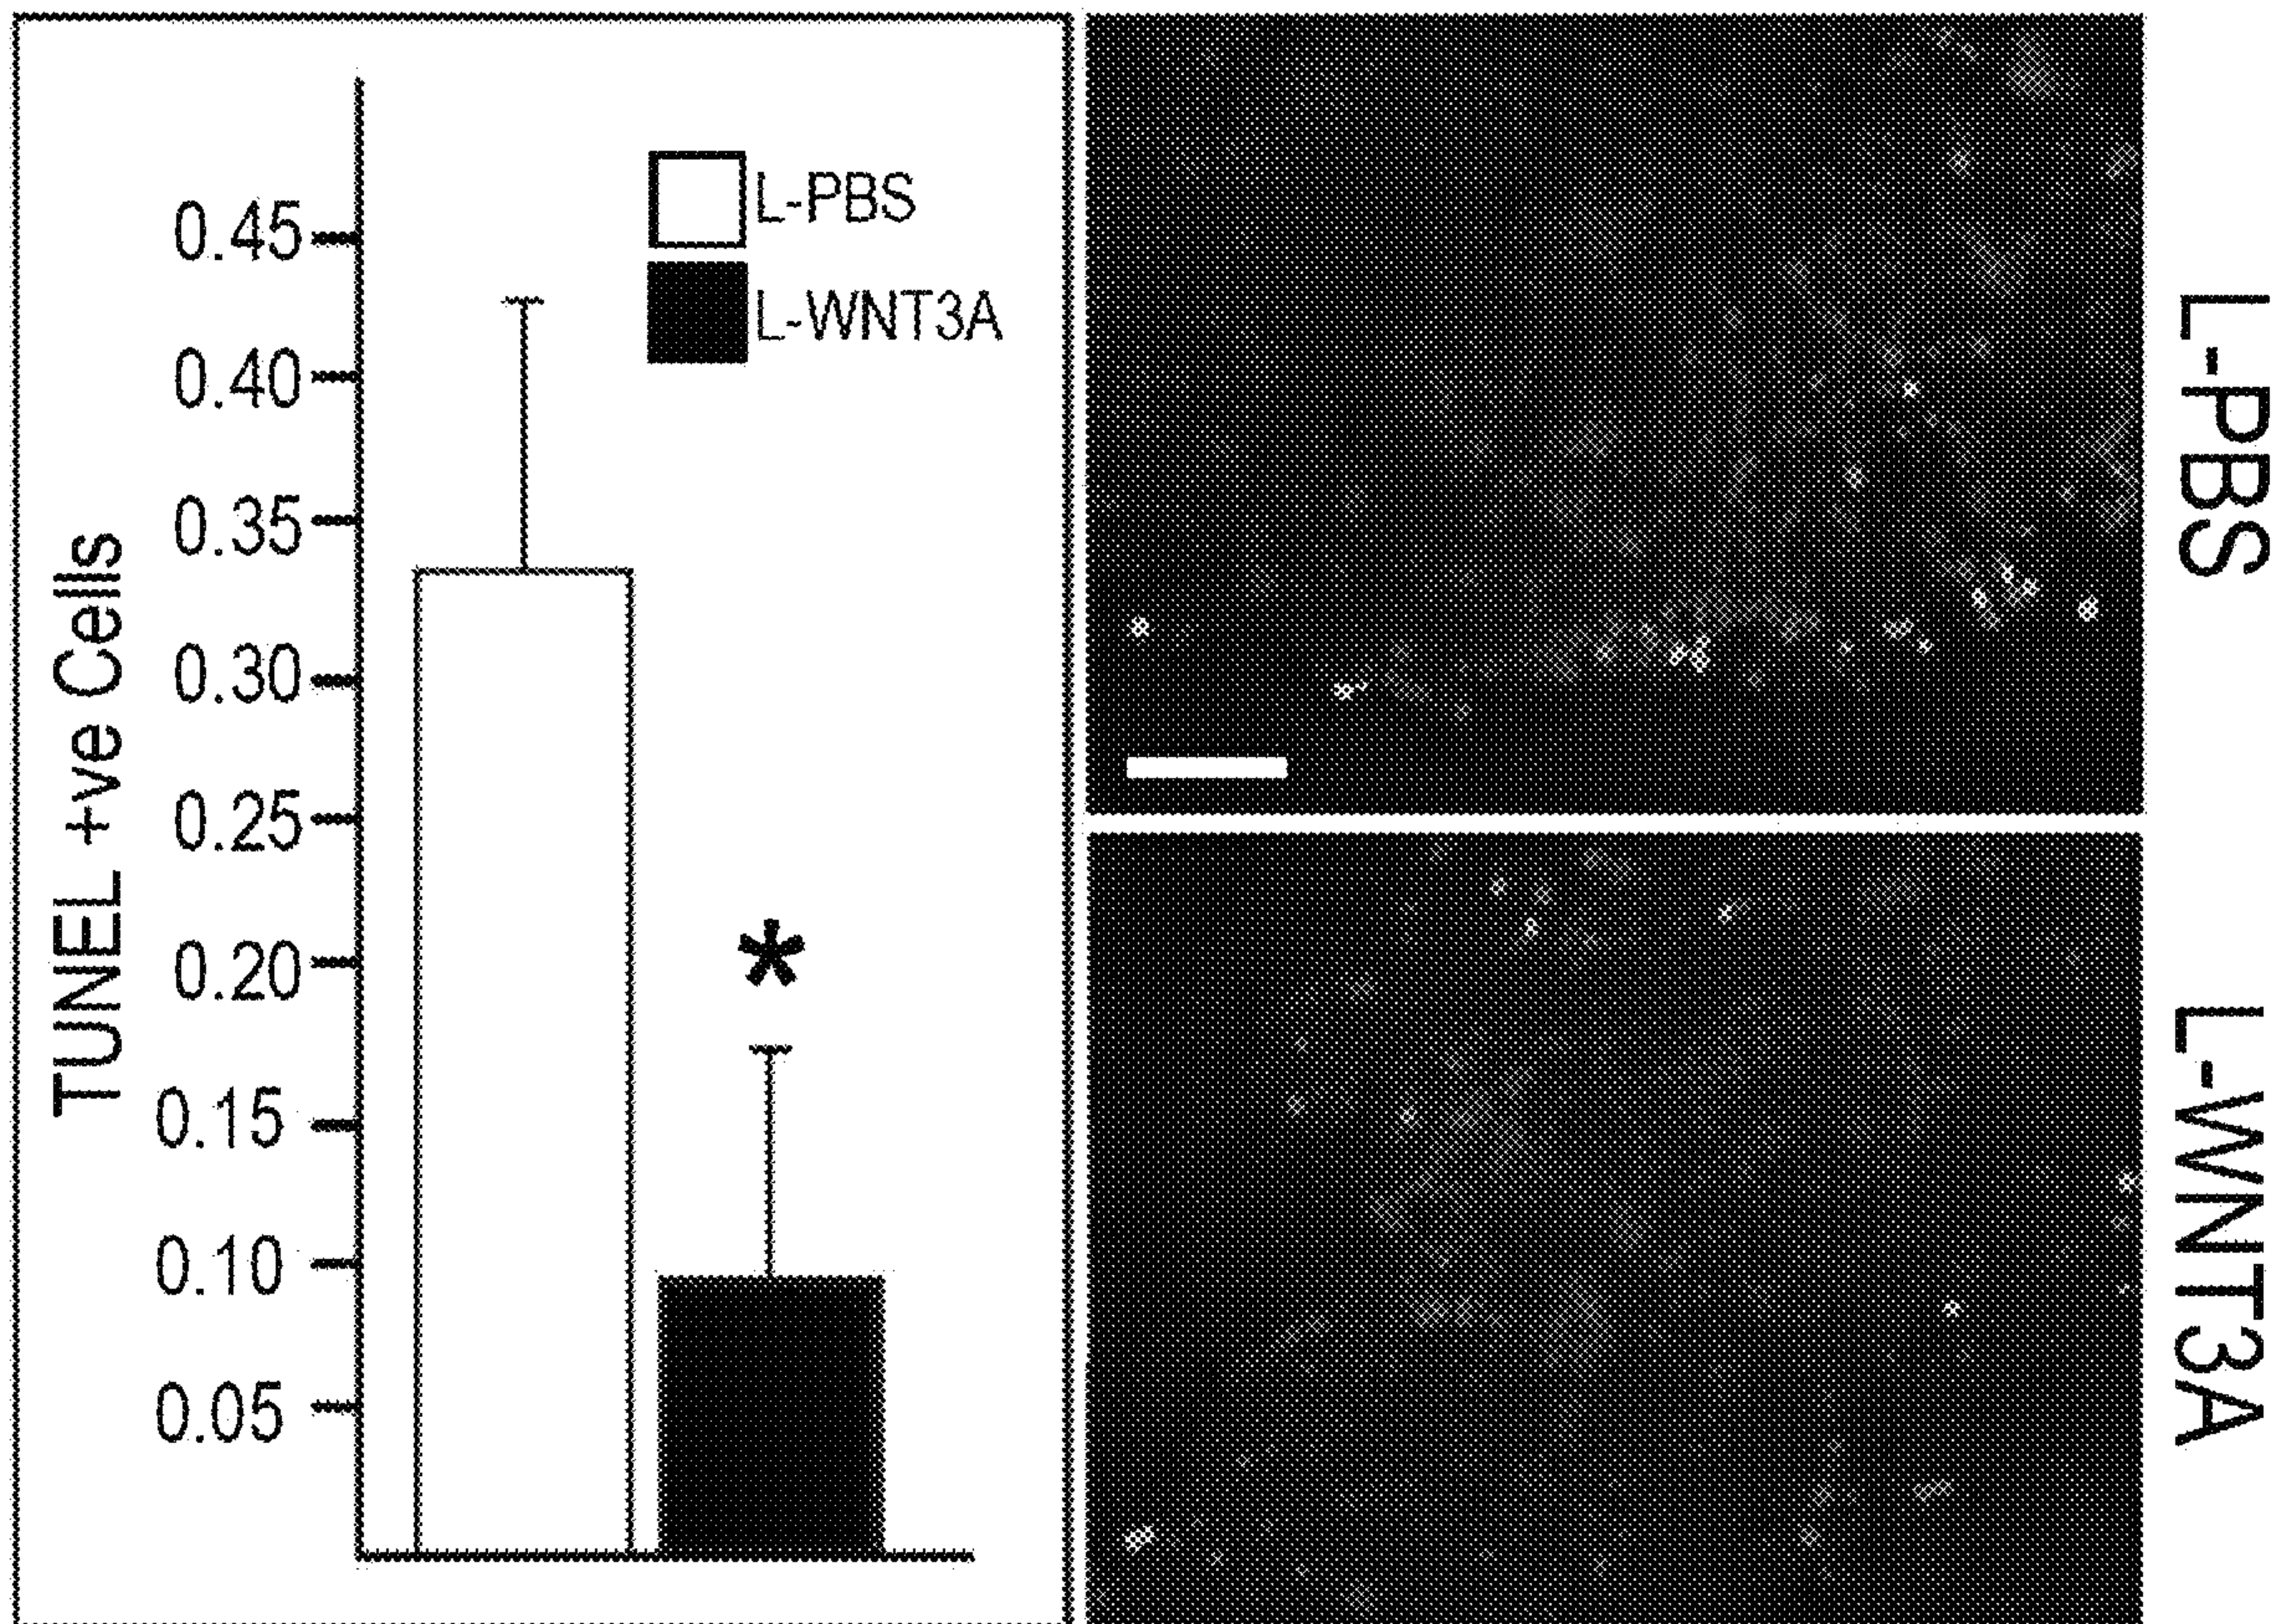 TUNEL +ve Cells
0.45
0.40
0.35
0.30
0.25
0.20
0.15
0.10
0.05
L-PBS
L-WNT3A
*
L-PBS
L-WNT3A